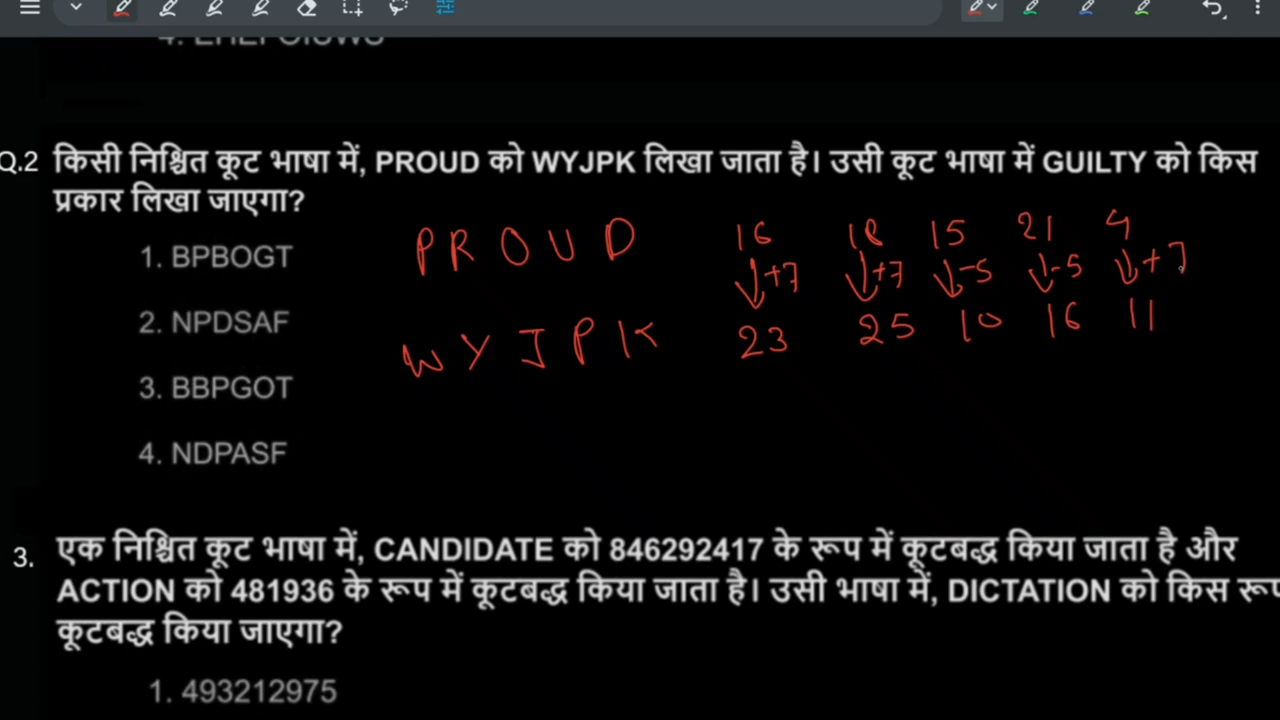 Q.2 किसी निश्चित कूट भाषा में, PROUD को WYJPK लिखा जाता है। उसी कूट भाषा में GUILTY को किस
प्रकार लिखा जाएगा?
1. BPBOGT
2. NPDSAF
3. BBPGOT
4. NDPASF
P R O U D
W Y J P K
16 18 15 21 4
+7 +7 -5 -5 +7
23 25 10 16 11
3. एक निश्चित कूट भाषा में, CANDIDATE को 846292417 के रूप में कूटबद्ध किया जाता है और
ACTION को 481936 के रूप में कूटबद्ध किया जाता है। उसी भाषा में, DICTATION को किस रूप
कूटबद्ध किया जाएगा?
1. 493212975